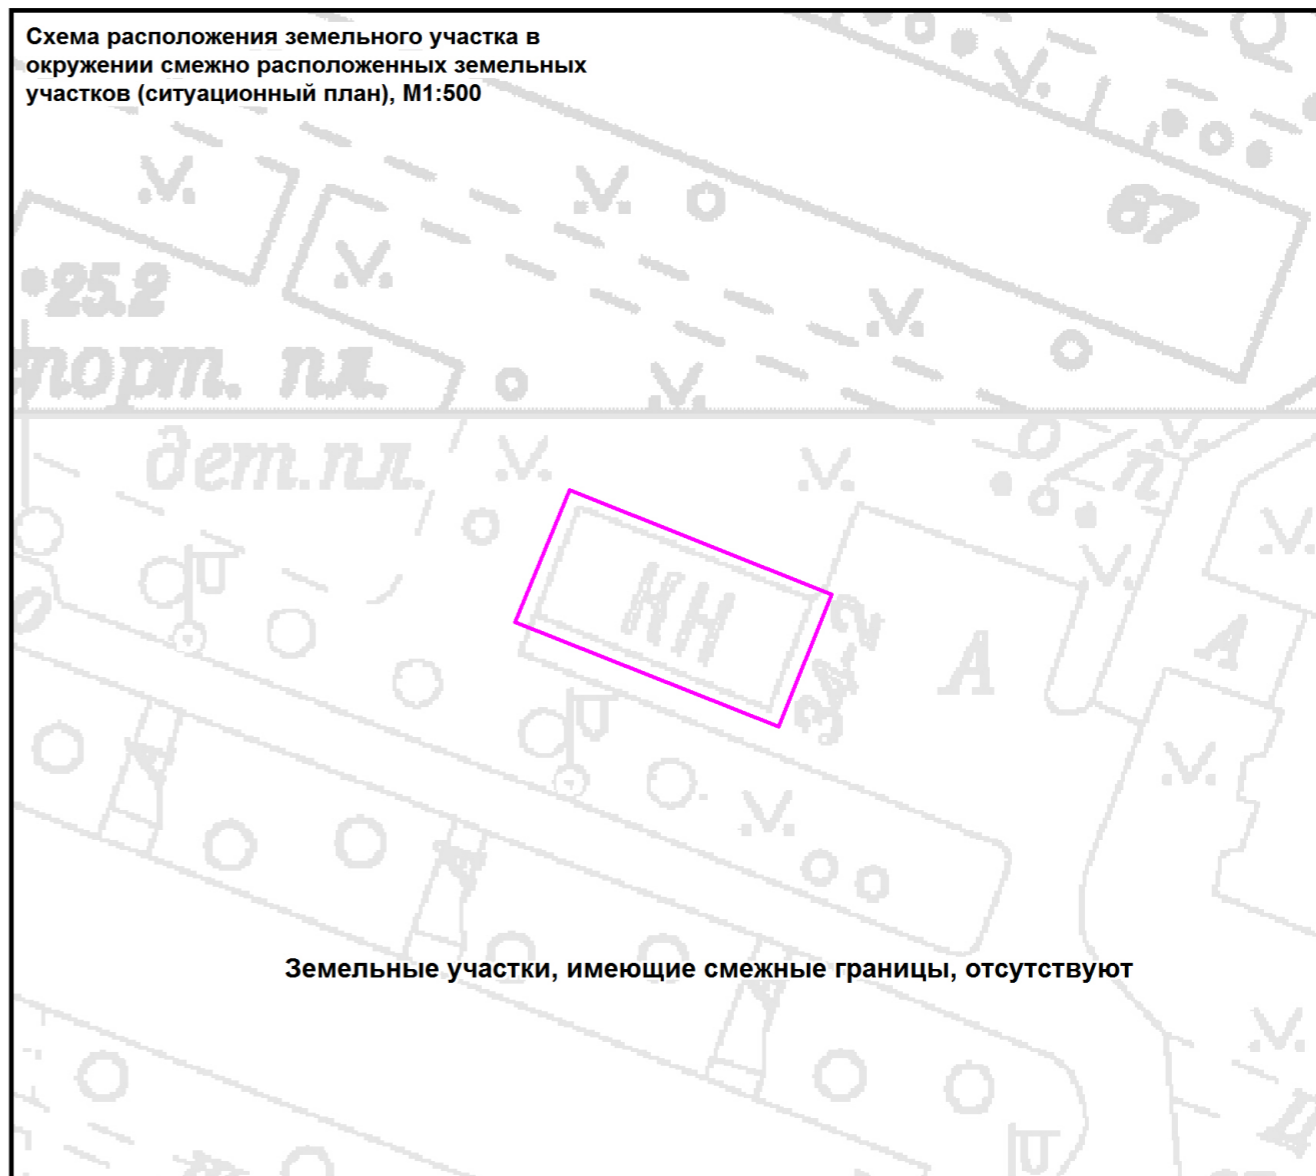 Схема расположения земельного участка в
окружении смежно расположенных земельных
участков (ситуационный план), М1:500
67
25.2
порт. пл.
дет.пл.
п
КН
А
А
Земельные участки, имеющие смежные границы, отсутствуют